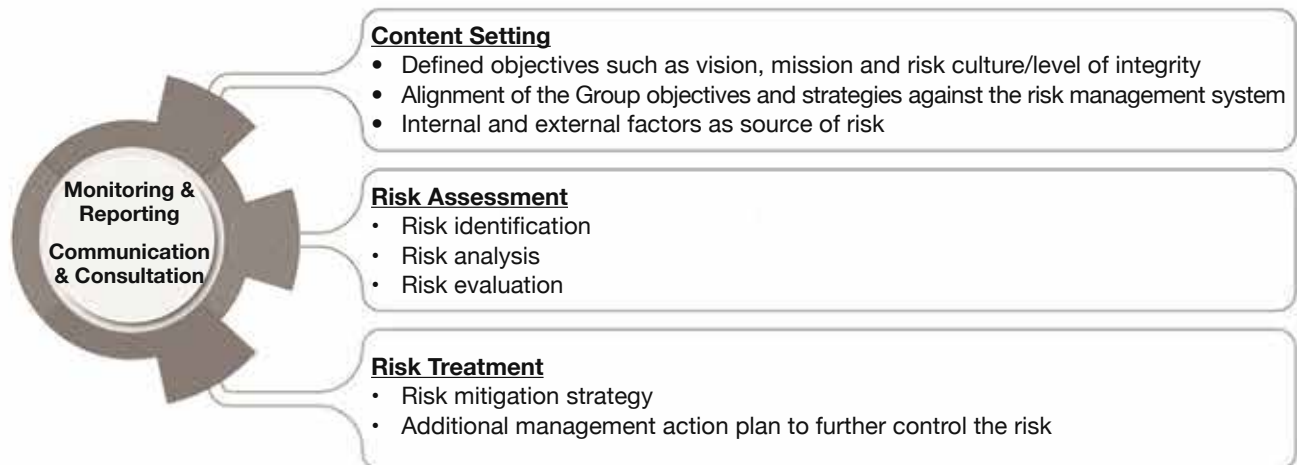 Content Setting
• Defined objectives such as vision, mission and risk culture/level of integrity
• Alignment of the Group objectives and strategies against the risk management system
• Internal and external factors as source of risk
Monitoring &
Reporting
Communication
& Consultation
Risk Assessment
• Risk identification
• Risk analysis
• Risk evaluation
Risk Treatment
• Risk mitigation strategy
• Additional management action plan to further control the risk